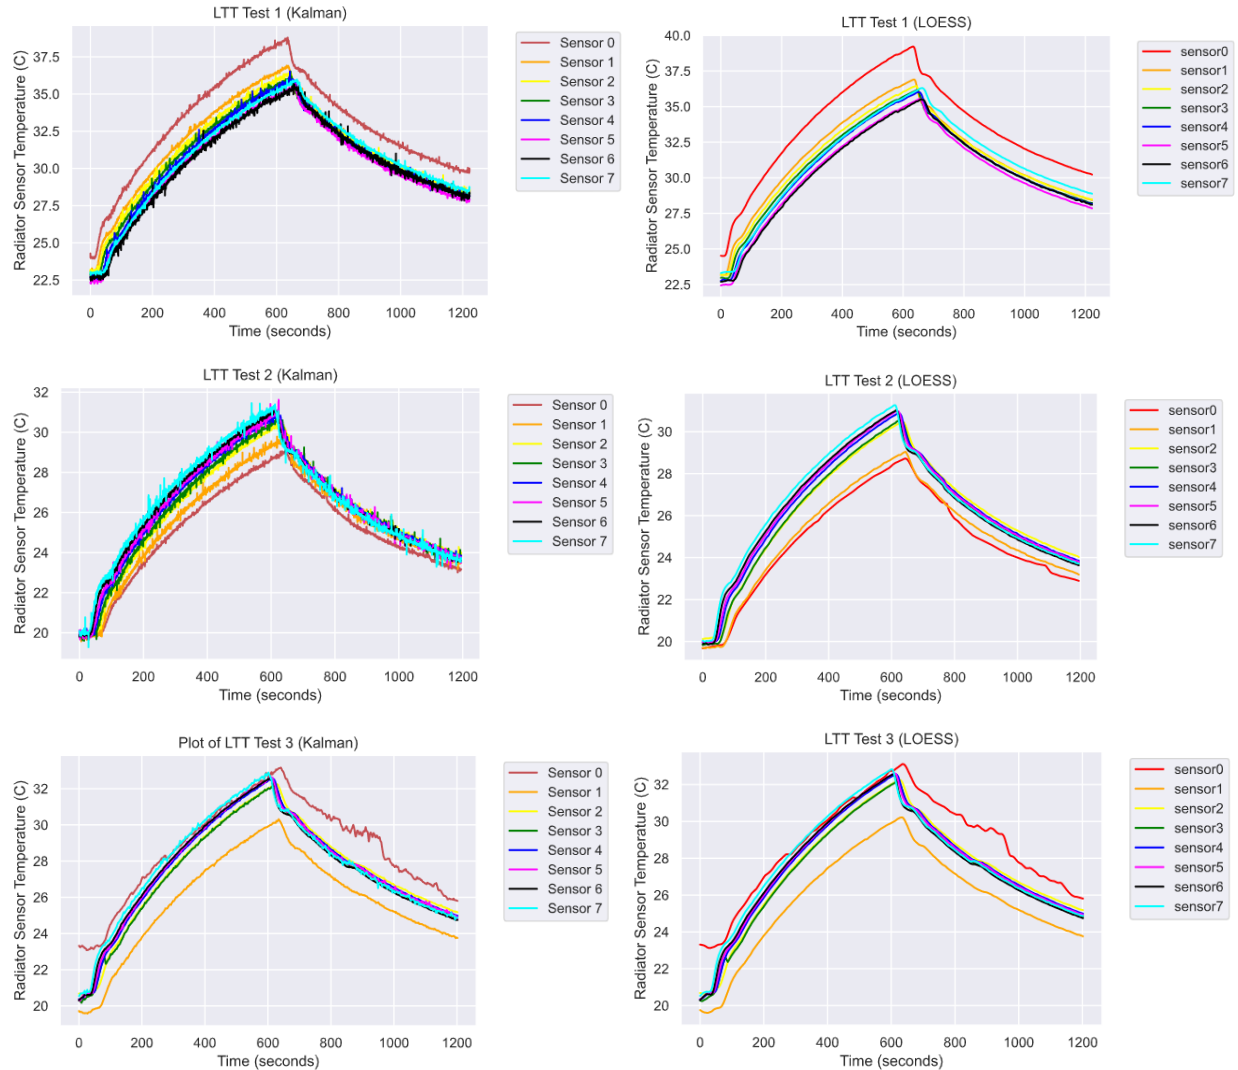 LTT Test 1 (Kalman)
Radiator Sensor Temperature (C)
37.5
35.0
32.5
30.0
27.5
25.0
22.5
0 200 400 600 800 1000 1200
Time (seconds)
Sensor 0
Sensor 1
Sensor 2
Sensor 3
Sensor 4
Sensor 5
Sensor 6
Sensor 7
LTT Test 1 (LOESS)
Radiator Sensor Temperature (C)
40.0
37.5
35.0
32.5
30.0
27.5
25.0
22.5
0 200 400 600 800 1000 1200
Time (seconds)
sensor0
sensor1
sensor2
sensor3
sensor4
sensor5
sensor6
sensor7
LTT Test 2 (Kalman)
Radiator Sensor Temperature (C)
32
30
28
26
24
22
20
0 200 400 600 800 1000 1200
Time (seconds)
Sensor 0
Sensor 1
Sensor 2
Sensor 3
Sensor 4
Sensor 5
Sensor 6
Sensor 7
LTT Test 2 (LOESS)
Radiator Sensor Temperature (C)
30
28
26
24
22
20
0 200 400 600 800 1000 1200
Time (seconds)
sensor0
sensor1
sensor2
sensor3
sensor4
sensor5
sensor6
sensor7
Plot of LTT Test 3 (Kalman)
Radiator Sensor Temperature (C)
32
30
28
26
24
22
20
0 200 400 600 800 1000 1200
Time (seconds)
Sensor 0
Sensor 1
Sensor 2
Sensor 3
Sensor 4
Sensor 5
Sensor 6
Sensor 7
LTT Test 3 (LOESS)
Radiator Sensor Temperature (C)
32
30
28
26
24
22
20
0 200 400 600 800 1000 1200
Time (seconds)
sensor0
sensor1
sensor2
sensor3
sensor4
sensor5
sensor6
sensor7